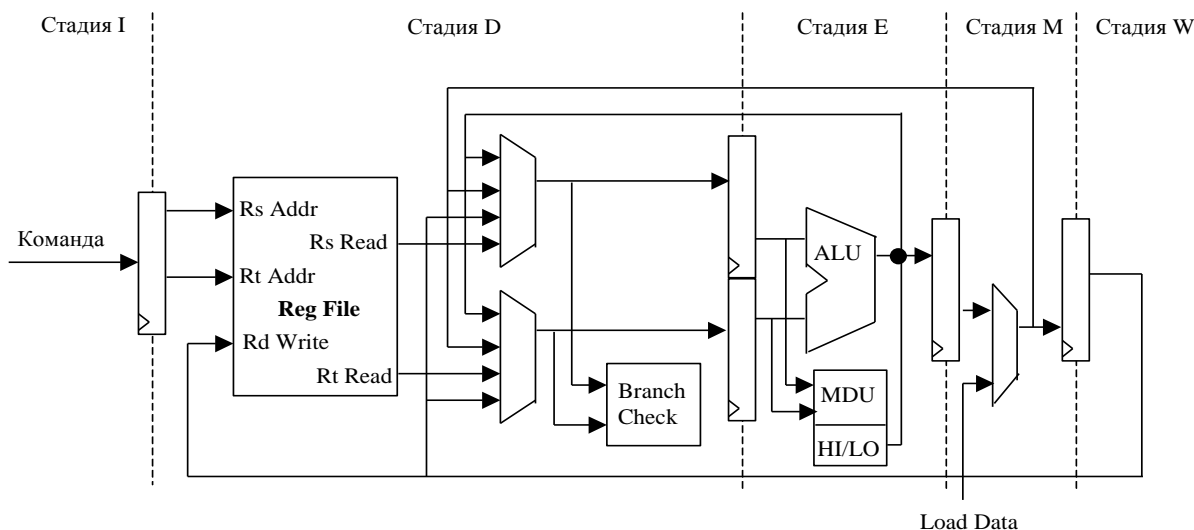 Стадия I
Стадия D
Стадия E
Стадия M
Стадия W
Команда
Rs Addr
Rs Read
Rt Addr
Reg File
Rd Write
Rt Read
Branch
Check
ALU
MDU
HI/LO
Load Data